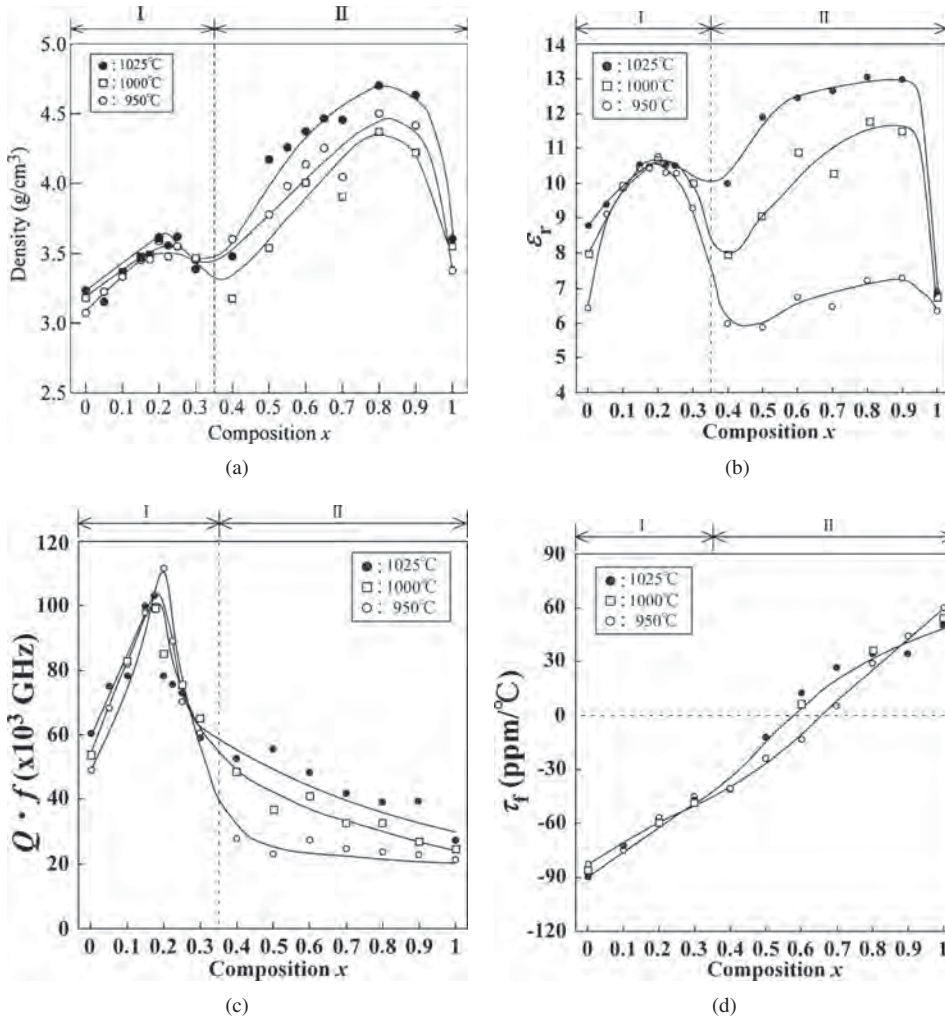 I
II
5.0
4.5
4.0
3.5
3.0
2.5
Density (g/cm³)
● : 1025℃
□ : 1000℃
○ : 950℃
0 0.1 0.2 0.3 0.4 0.5 0.6 0.7 0.8 0.9 1
Composition x
(a)
I
II
14
13
12
11
10
9
8
7
6
5
4
εr
● : 1025℃
□ : 1000℃
○ : 950℃
0 0.1 0.2 0.3 0.4 0.5 0.6 0.7 0.8 0.9 1
Composition x
(b)
I
II
120
100
80
60
40
20
0
Q · f (x10³ GHz)
● : 1025℃
□ : 1000℃
○ : 950℃
0 0.1 0.2 0.3 0.4 0.5 0.6 0.7 0.8 0.9 1
Composition x
(c)
I
II
90
60
30
0
-30
-60
-90
-120
τf (ppm/℃)
● : 1025℃
□ : 1000℃
○ : 950℃
0 0.1 0.2 0.3 0.4 0.5 0.6 0.7 0.8 0.9 1
Composition x
(d)